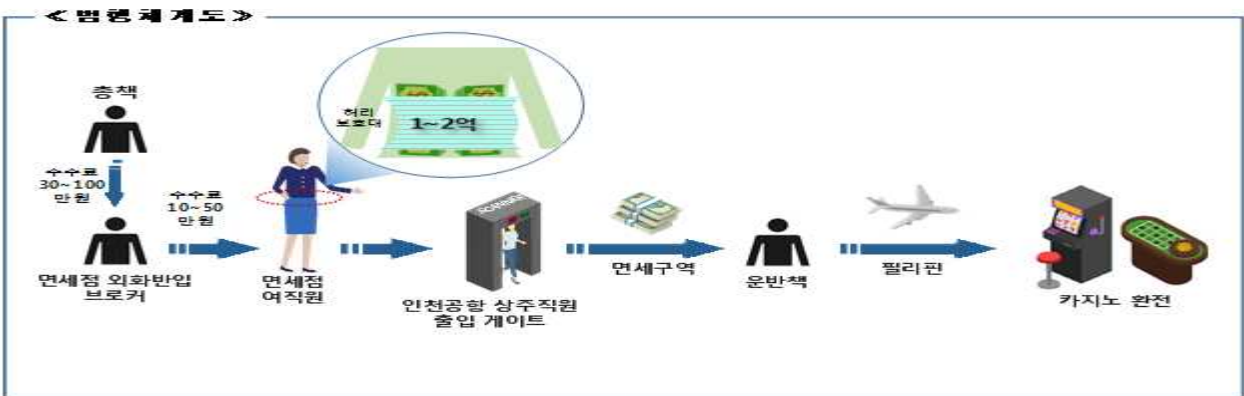 ≪범행체계도≫
총책
수수료
30~100
만원
면세점 외화반입
브로커
수수료
10~50
만원
허리
보호대
1~2억
면세점
여직원
인천공항 상주직원
출입 게이트
면세구역
운반책
필리핀
카지노 환전